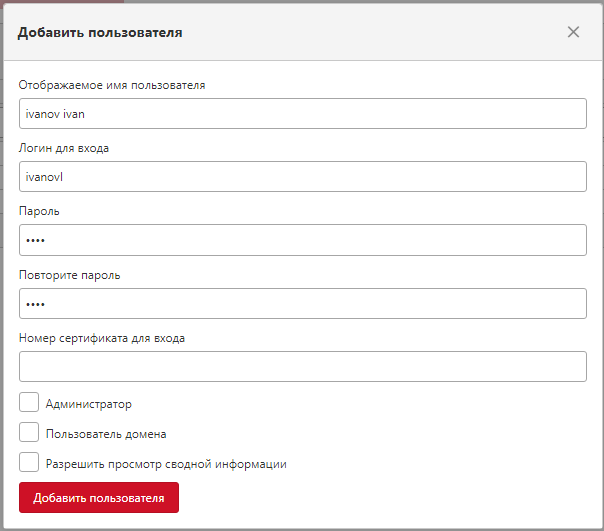 Добавить пользователя
Отображаемое имя пользователя
ivanov ivan
Логин для входа
ivanovI
Пароль
••••
Повторите пароль
••••
Номер сертификата для входа
Администратор
Пользователь домена
Разрешить просмотр сводной информации
Добавить пользователя